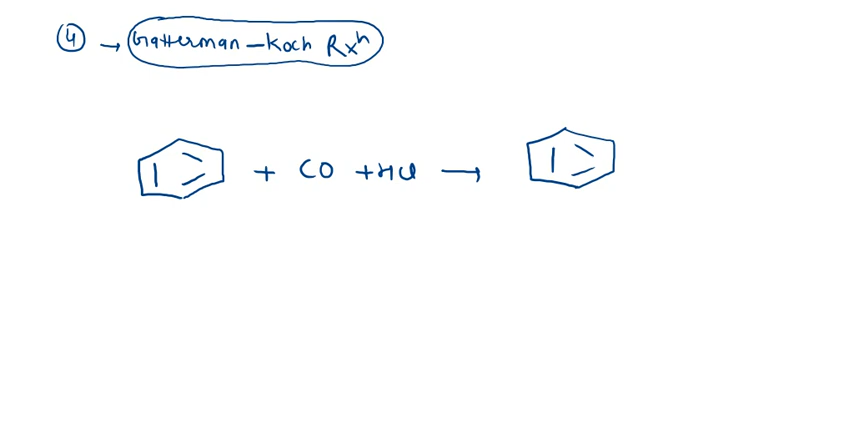 ④ → Gatterman-Koch Rxn
+ CO + HCl →